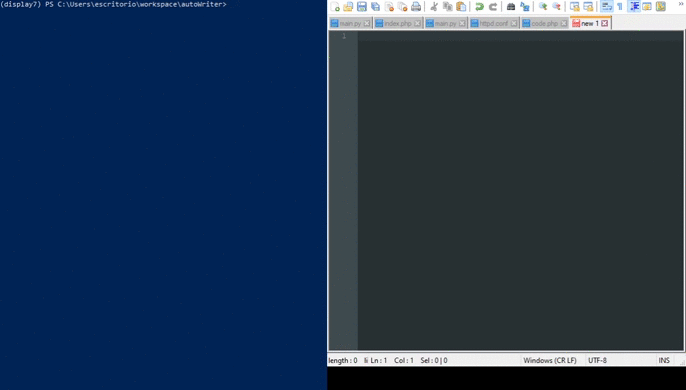 (display7) PS C:\Users\escritorio\workspace\autoWriter>
main.py index.php main.py httpd.conf node.php new 1
1
length : 0 li Ln : 1 Col : 1 Sel : 0 | 0 Windows (CR LF) UTF-8 INS